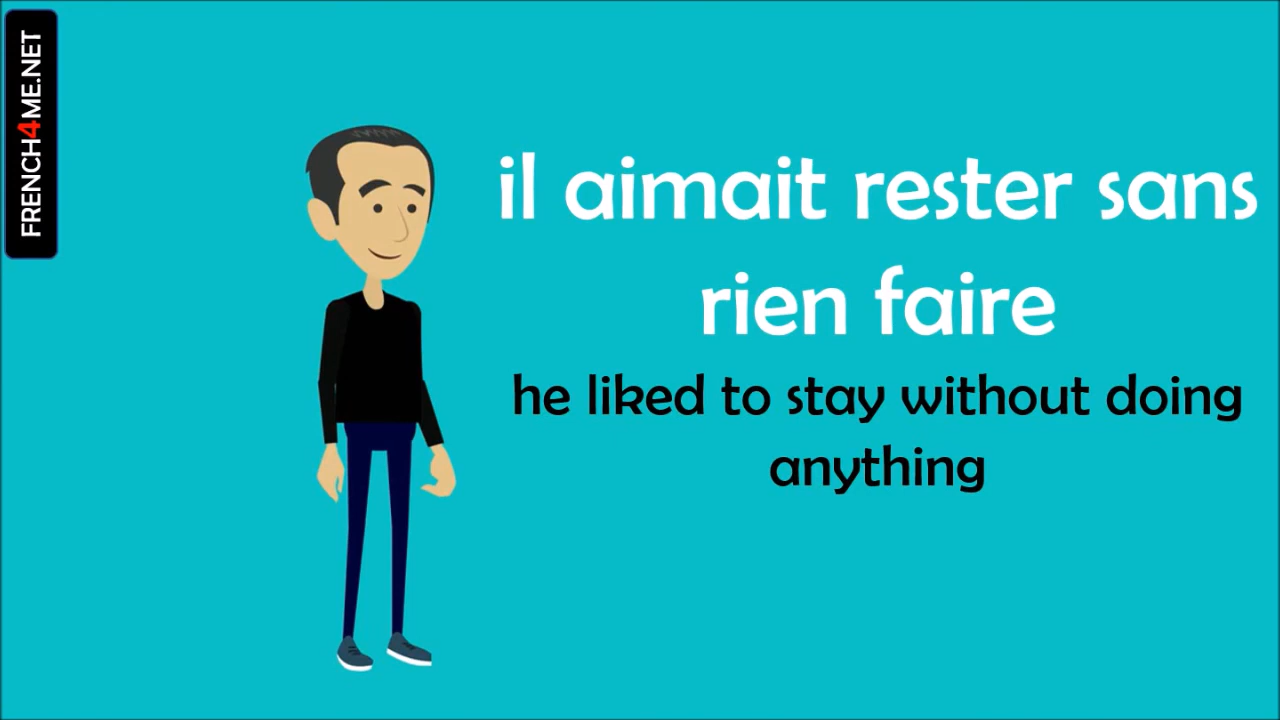 FRENCH4ME.NET
il aimait rester sans
rien faire
he liked to stay without doing
anything